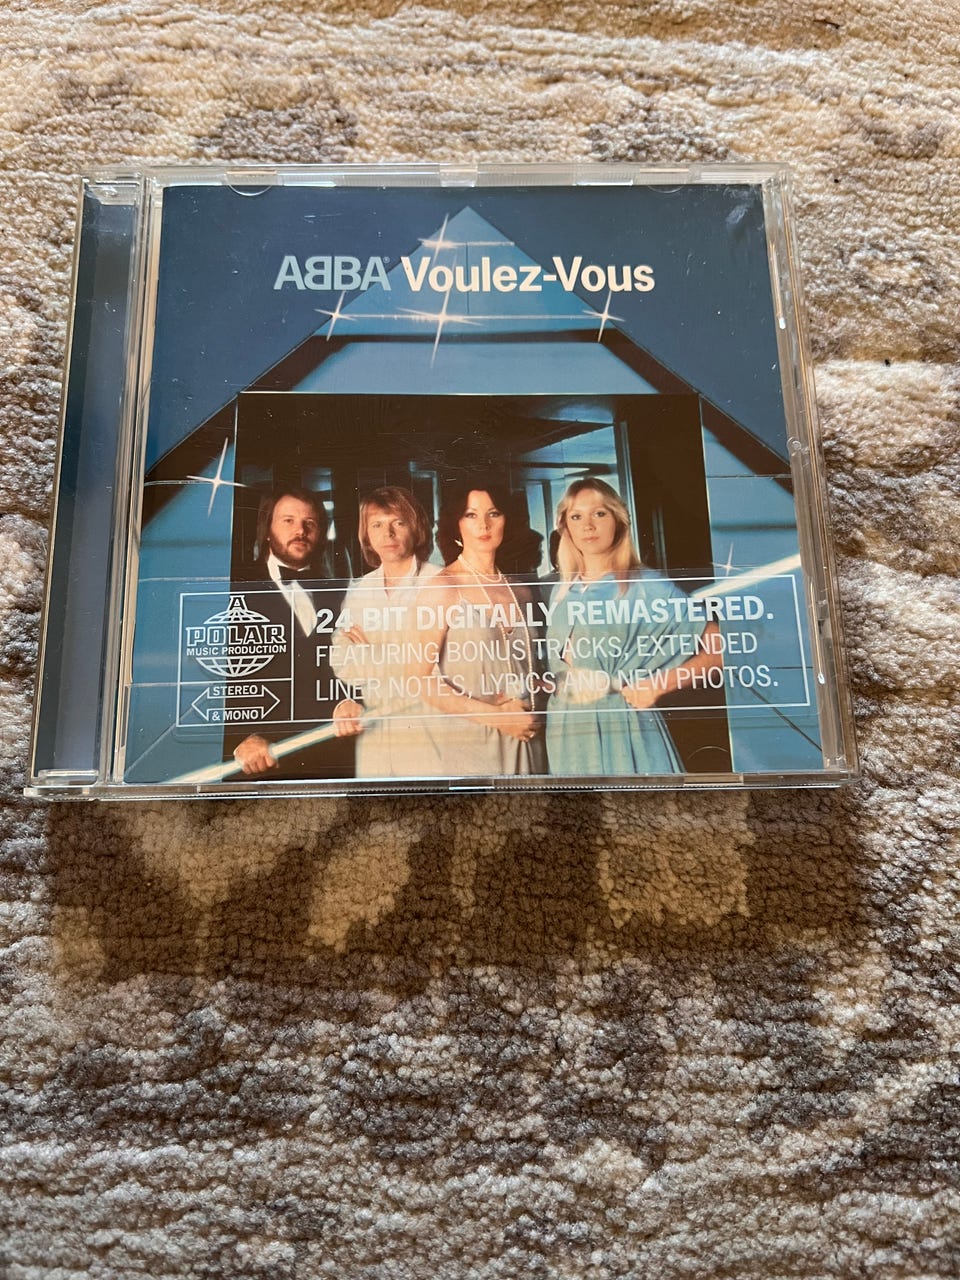 ABBA® Voulez-Vous
A
POLAR
MUSIC PRODUCTION
STEREO
& MONO
24 BIT DIGITALLY REMASTERED.
FEATURING BONUS TRACKS, EXTENDED
LINER NOTES, LYRICS AND NEW PHOTOS.